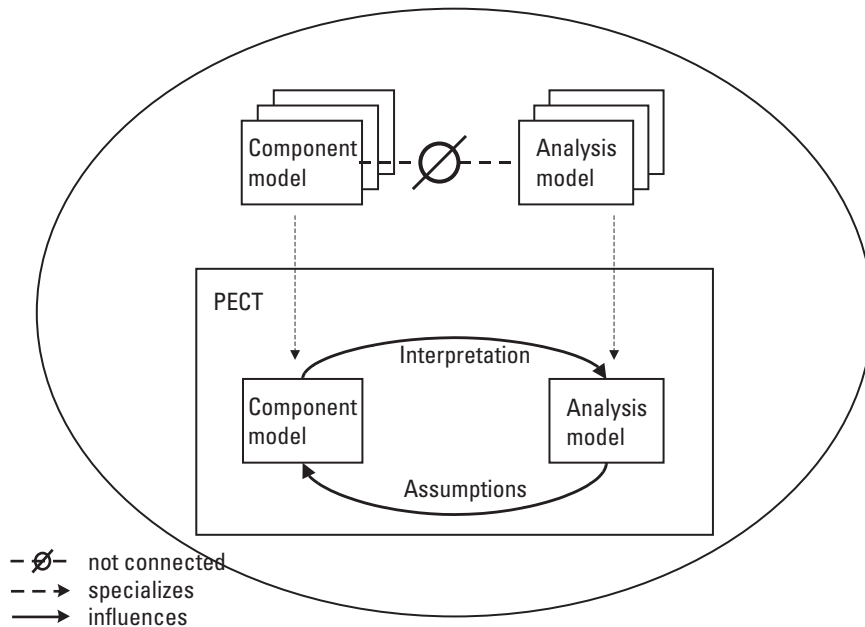 Component
model
Analysis
model
PECT
Interpretation
Component
model
Analysis
model
Assumptions
not connected
specializes
influences